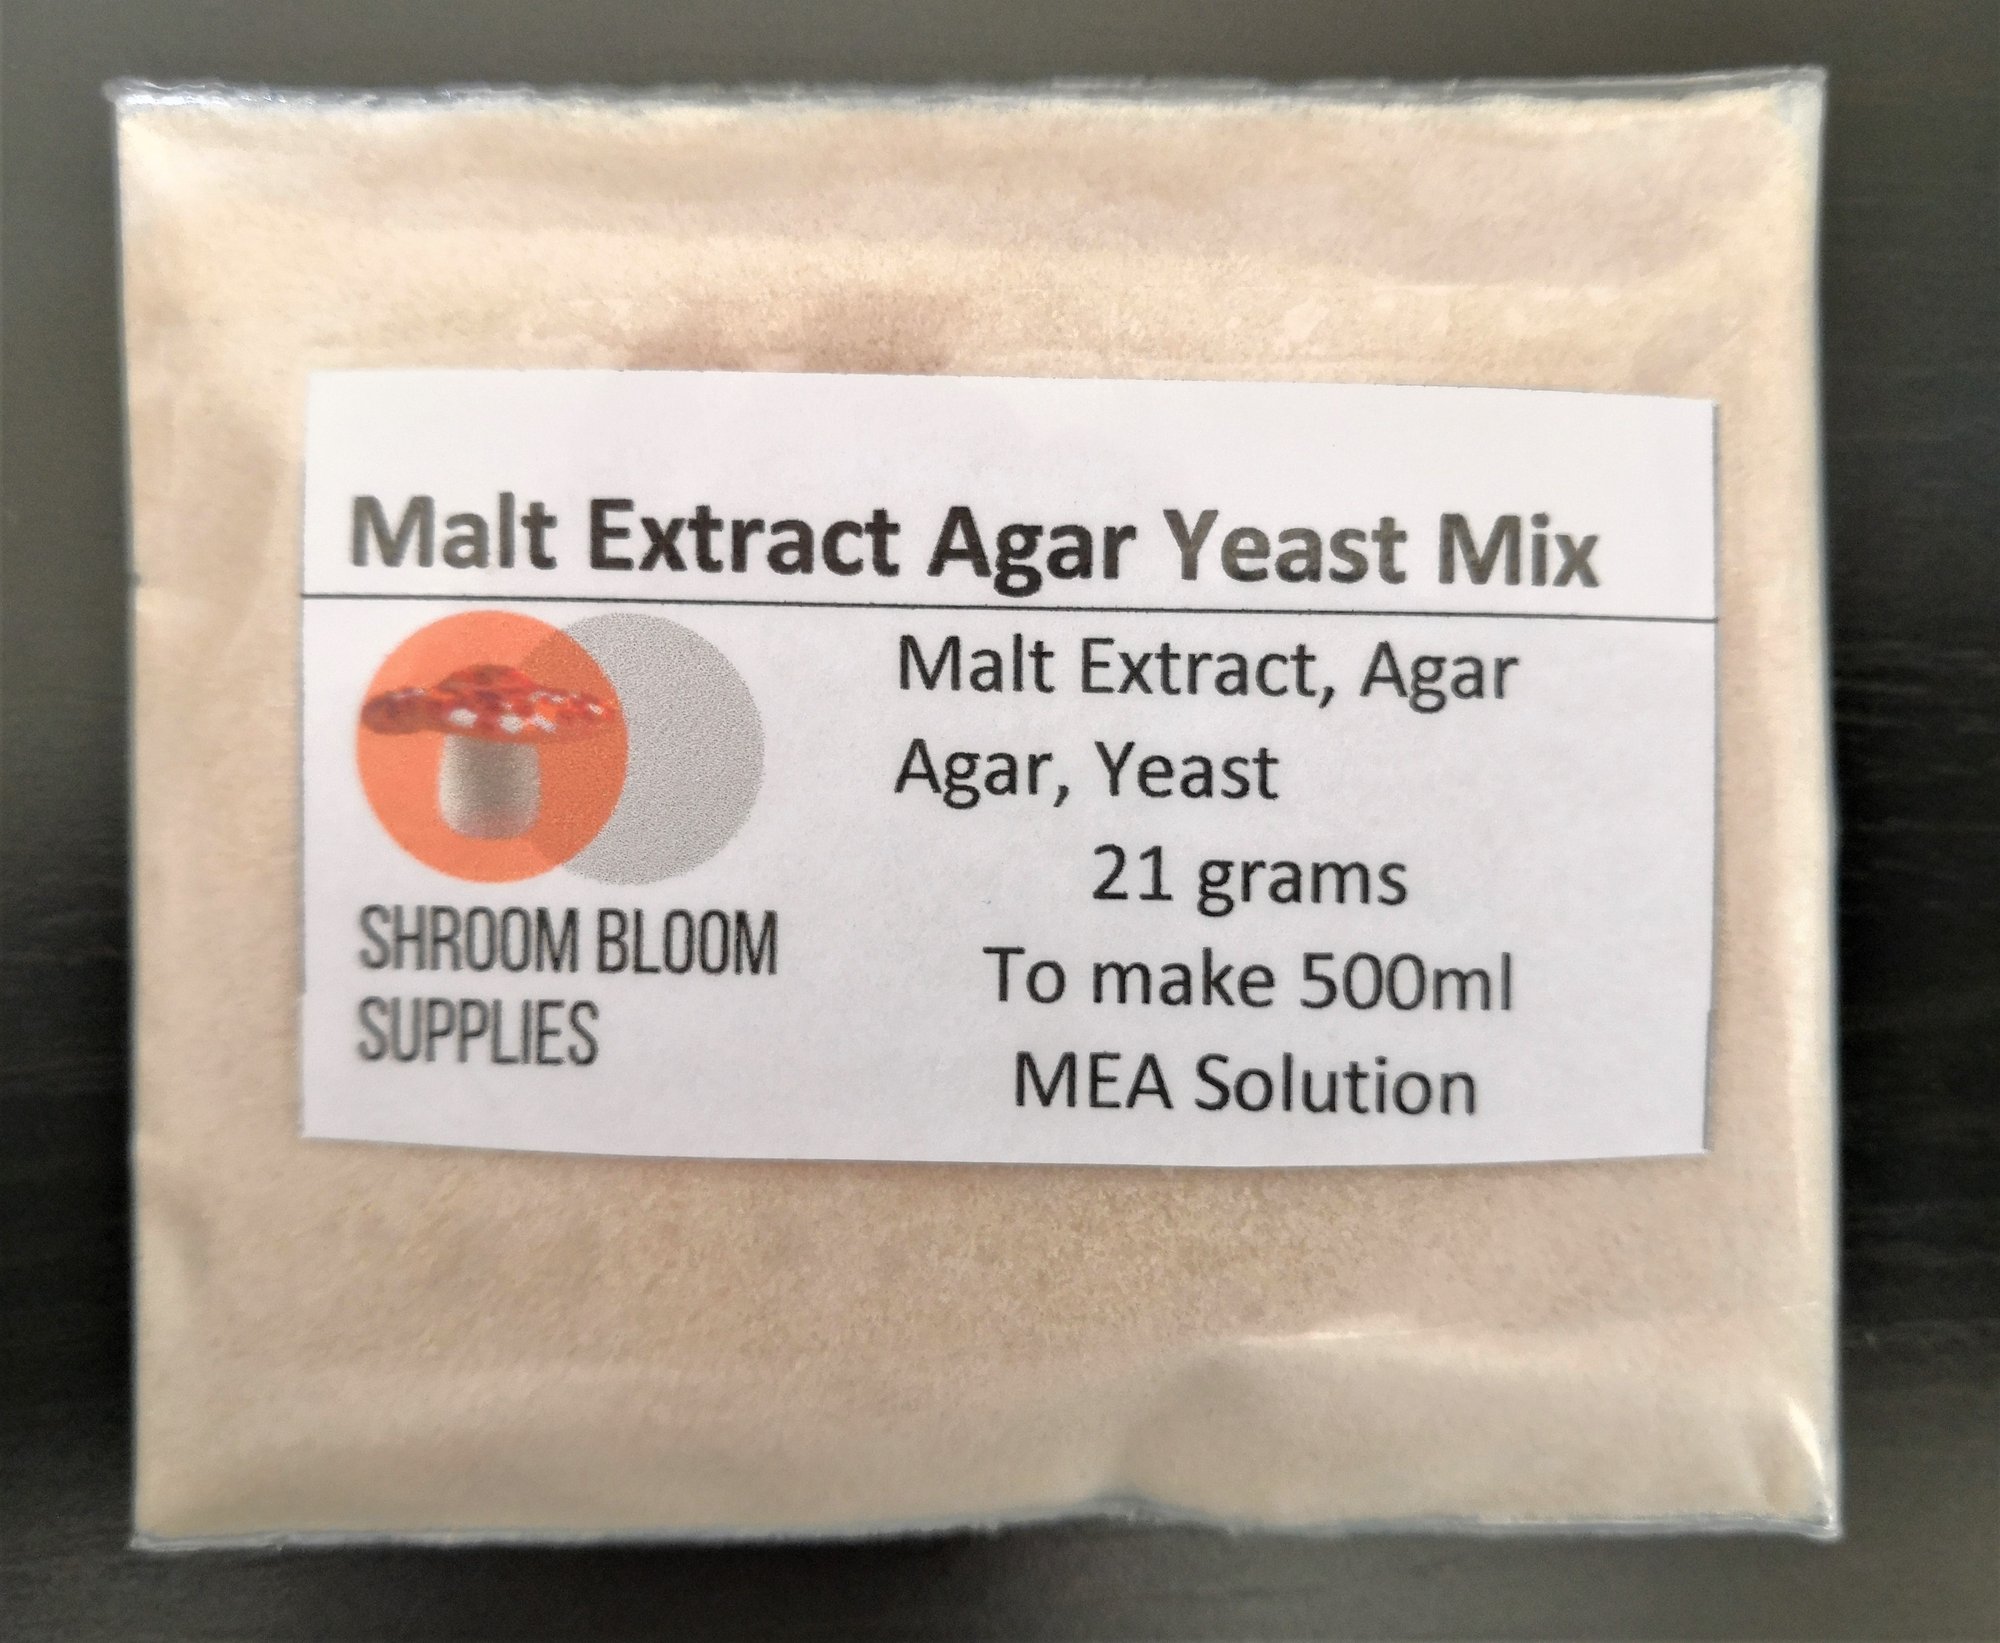 Malt Extract Agar Yeast Mix
SHROOM BLOOM
SUPPLIES
Malt Extract, Agar
Agar, Yeast
21 grams
To make 500ml
MEA Solution